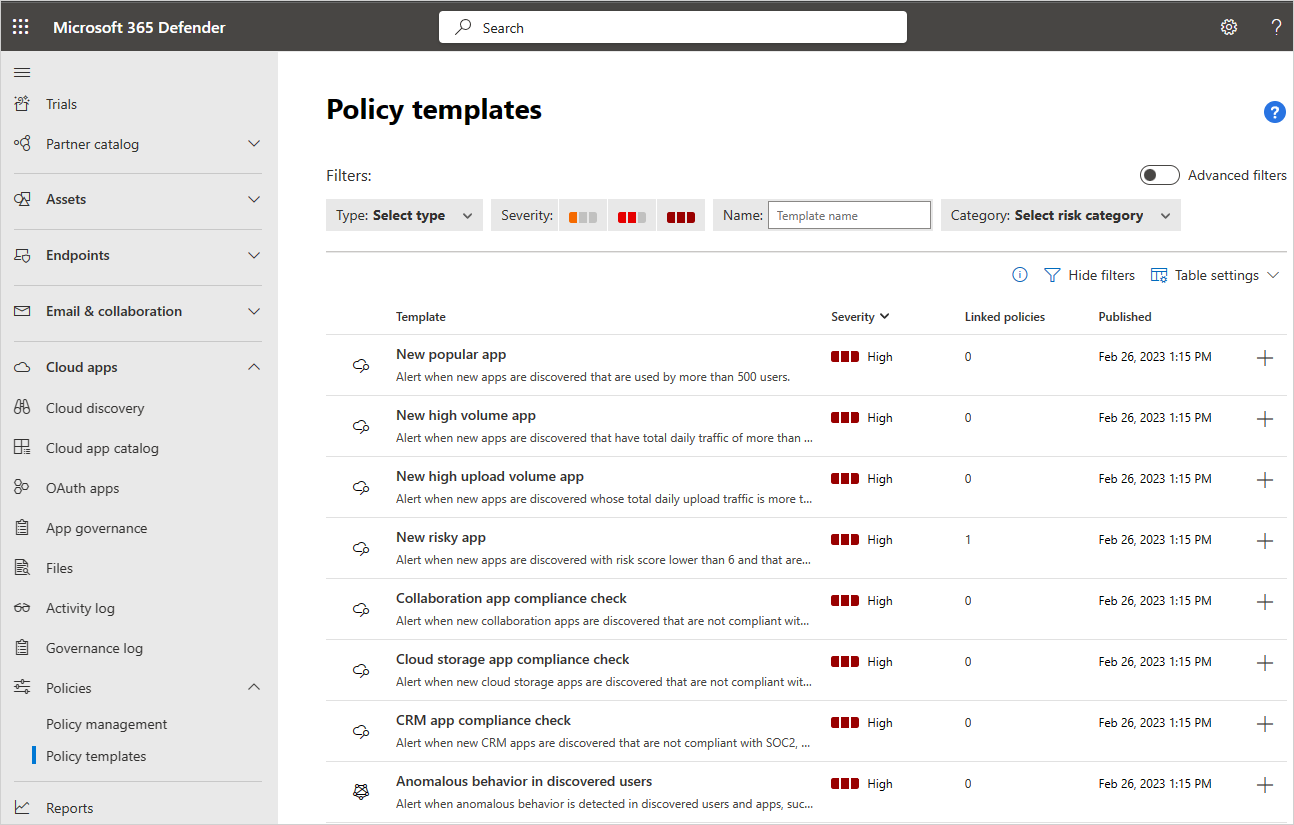 Microsoft 365 Defender
Search
?
Trials
Partner catalog
Assets
Endpoints
Email & collaboration
Cloud apps
Cloud discovery
Cloud app catalog
OAuth apps
App governance
Files
Activity log
Governance log
Policies
Policy management
Policy templates
Reports
Policy templates
?
Filters:
Advanced filters
Type: Select type
Severity:
Name: Template name
Category: Select risk category
Hide filters
Table settings
Template Severity Linked policies Published
New popular app High 0 Feb 26, 2023 1:15 PM
Alert when new apps are discovered that are used by more than 500 users.
New high volume app High 0 Feb 26, 2023 1:15 PM
Alert when new apps are discovered that have total daily traffic of more than ...
New high upload volume app High 0 Feb 26, 2023 1:15 PM
Alert when new apps are discovered whose total daily upload traffic is more t...
New risky app High 1 Feb 26, 2023 1:15 PM
Alert when new apps are discovered with risk score lower than 6 and that are...
Collaboration app compliance check High 0 Feb 26, 2023 1:15 PM
Alert when new collaboration apps are discovered that are not compliant wit...
Cloud storage app compliance check High 0 Feb 26, 2023 1:15 PM
Alert when new cloud storage apps are discovered that are not compliant wit...
CRM app compliance check High 0 Feb 26, 2023 1:15 PM
Alert when new CRM apps are discovered that are not compliant with SOC2, ...
Anomalous behavior in discovered users High 0 Feb 26, 2023 1:15 PM
Alert when anomalous behavior is detected in discovered users and apps, suc...